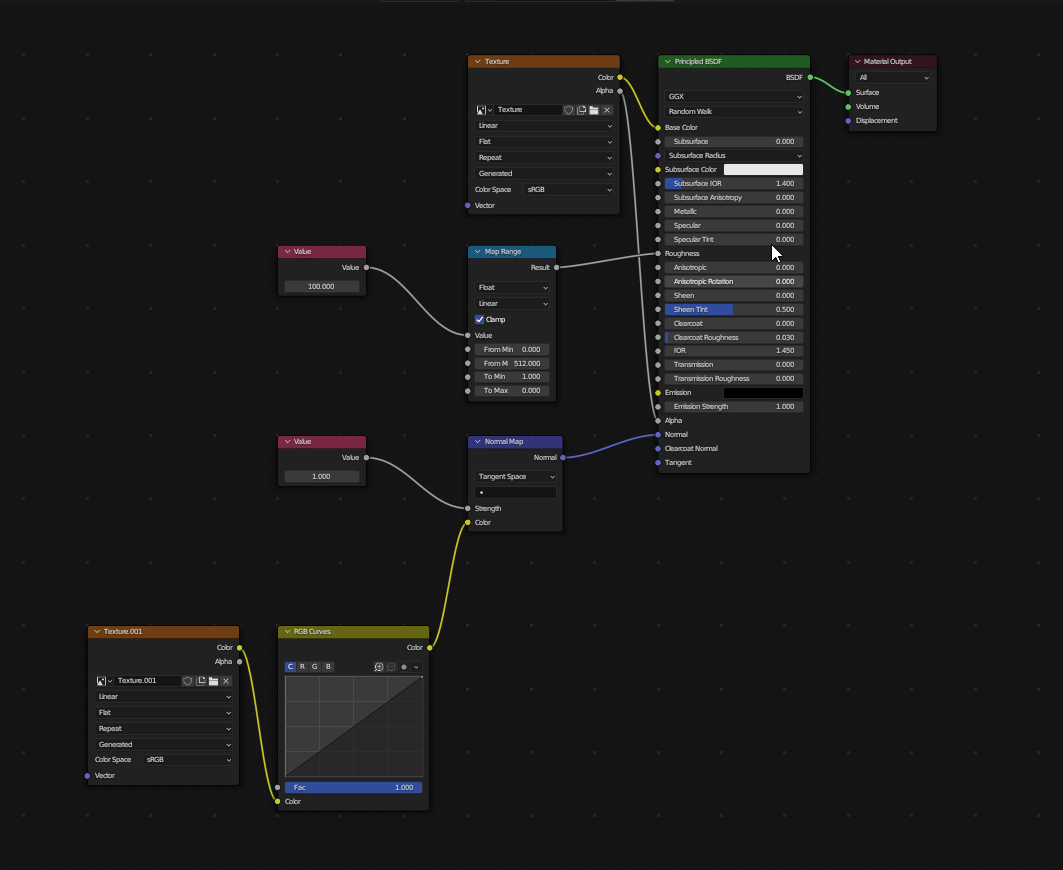 Texture
Color
Alpha
Texture
Linear
Flat
Repeat
Generated
Color Space sRGB
Vector
Principled BSDF
BSDF
GGX
Random Walk
Base Color
Subsurface 0.000
Subsurface Radius
Subsurface Color
Subsurface IOR 1.400
Subsurface Anisotropy 0.000
Metallic 0.000
Specular 0.000
Specular Tint 0.000
Roughness
Anisotropic 0.000
Anisotropic Rotation 0.000
Sheen 0.000
Sheen Tint 0.500
Clearcoat 0.000
Clearcoat Roughness 0.030
IOR 1.450
Transmission 0.000
Transmission Roughness 0.000
Emission
Emission Strength 1.000
Alpha
Normal
Clearcoat Normal
Tangent
Material Output
All
Surface
Volume
Displacement
Value
Value
100.000
Map Range
Result
Float
Linear
Clamp
Value
From Min 0.000
From M 512.000
To Min 1.000
To Max 0.000
Value
Value
1.000
Normal Map
Normal
Tangent Space
Strength
Color
Texture.001
Color
Alpha
Texture.001
Linear
Flat
Repeat
Generated
Color Space sRGB
Vector
RGB Curves
Color
C R G B
Fac 1.000
Color